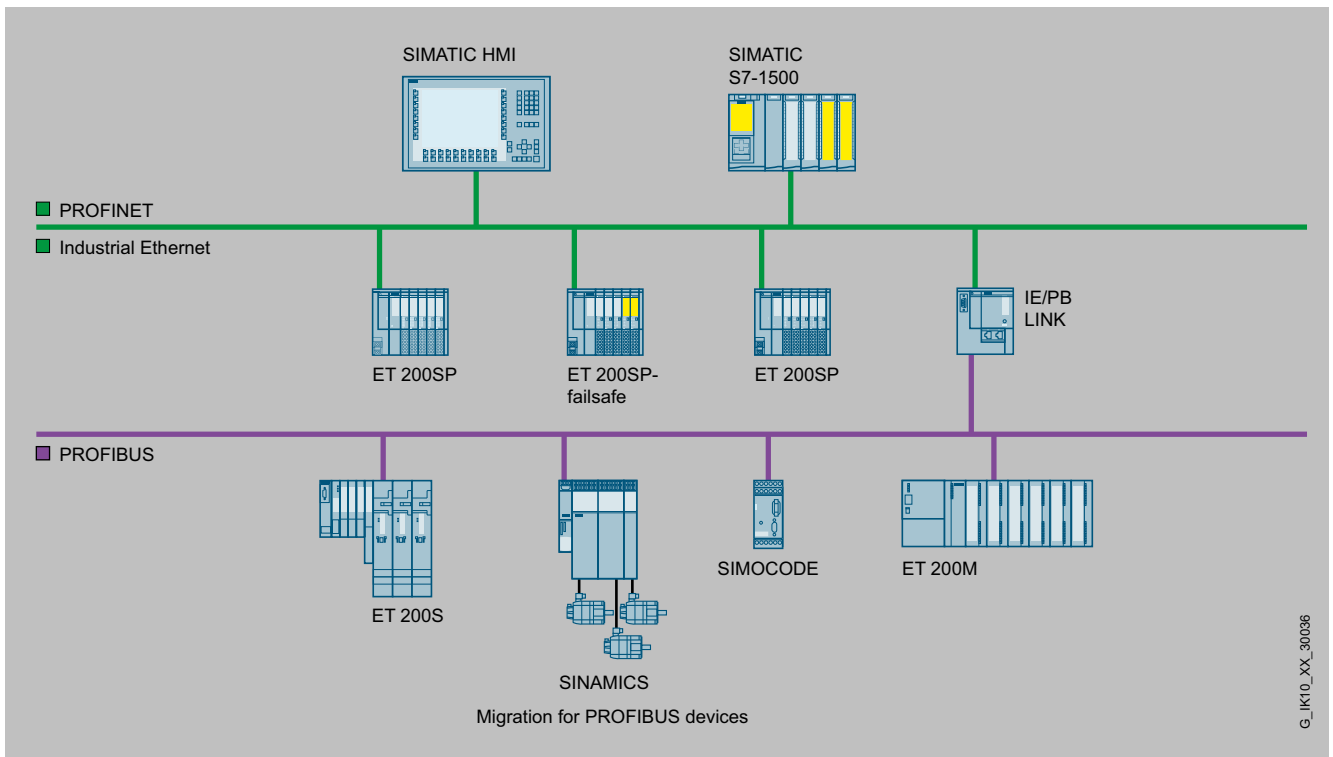 SIMATIC HMI
SIMATIC
S7-1500
PROFINET
Industrial Ethernet
IE/PB
LINK
ET 200SP
ET 200SP-
failsafe
ET 200SP
PROFIBUS
SIMOCODE
ET 200M
ET 200S
SINAMICS
Migration for PROFIBUS devices
G_IK10_XX_30036